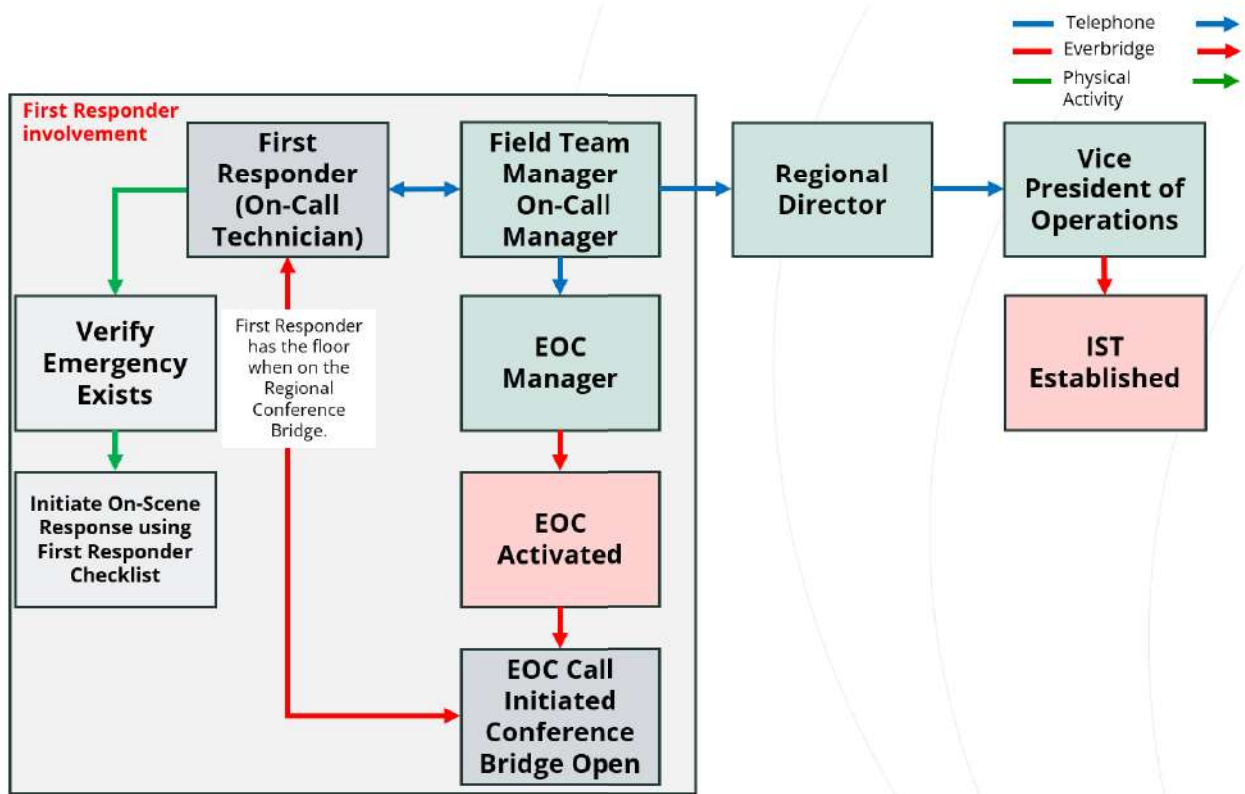 Telephone
Everbridge
Physical
Activity
First Responder
involvement
First
Responder
(On-Call
Technician)
Field Team
Manager
On-Call
Manager
Regional
Director
Vice
President of
Operations
Verify
Emergency
Exists
First Responder
has the floor
when on the
Regional
Conference
Bridge.
EOC
Manager
IST
Established
Initiate On-Scene
Response using
First Responder
Checklist
EOC
Activated
EOC Call
Initiated
Conference
Bridge Open